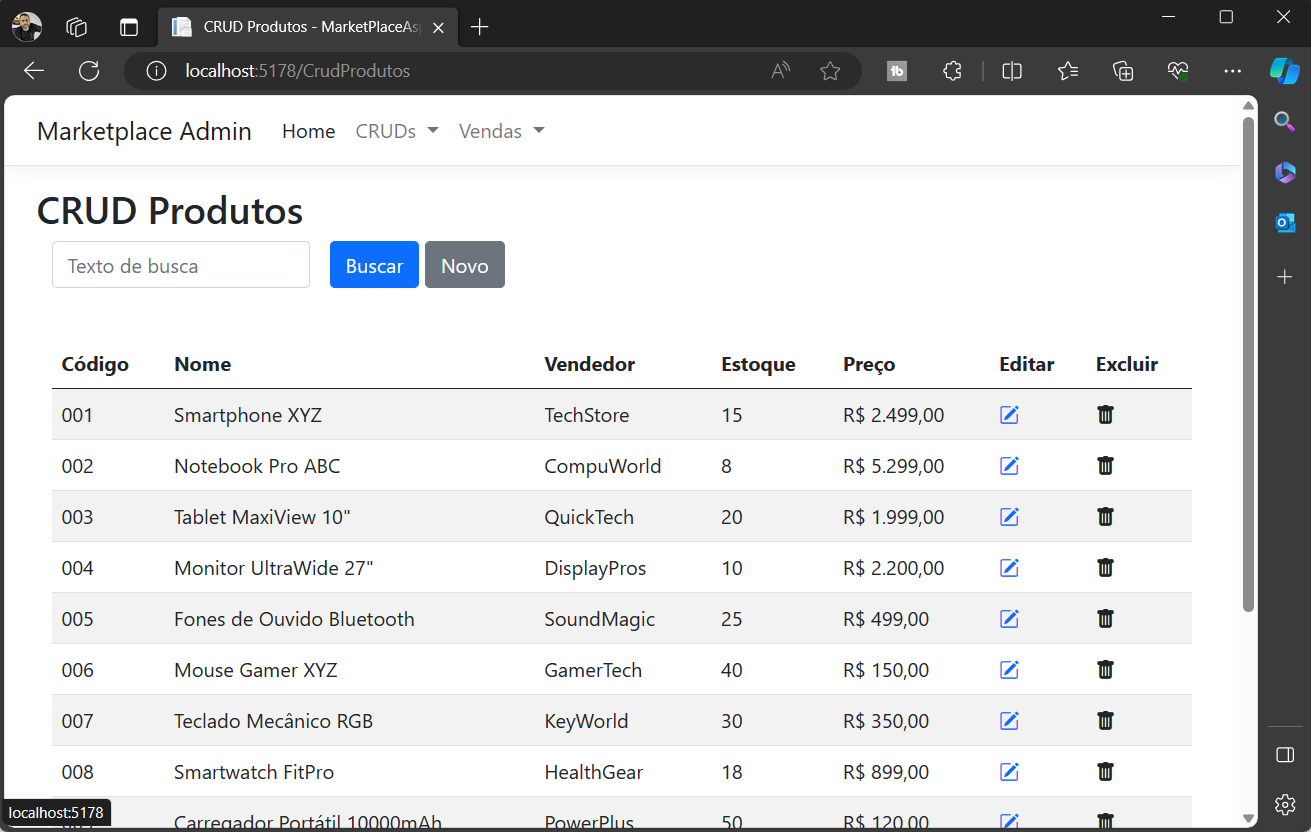 CRUD Produtos - MarketPlaceAsp
localhost:5178/CrudProdutos
Marketplace Admin Home CRUDs Vendas
CRUD Produtos
Texto de busca Buscar Novo
Código Nome Vendedor Estoque Preço Editar Excluir
001 Smartphone XYZ TechStore 15 R$ 2.499,00
002 Notebook Pro ABC CompuWorld 8 R$ 5.299,00
003 Tablet MaxiView 10" QuickTech 20 R$ 1.999,00
004 Monitor UltraWide 27" DisplayPros 10 R$ 2.200,00
005 Fones de Ouvido Bluetooth SoundMagic 25 R$ 499,00
006 Mouse Gamer XYZ GamerTech 40 R$ 150,00
007 Teclado Mecânico RGB KeyWorld 30 R$ 350,00
008 Smartwatch FitPro HealthGear 18 R$ 899,00
Carregador Portátil 10000mAh PowerPlus 50 R$ 120,00
localhost:5178